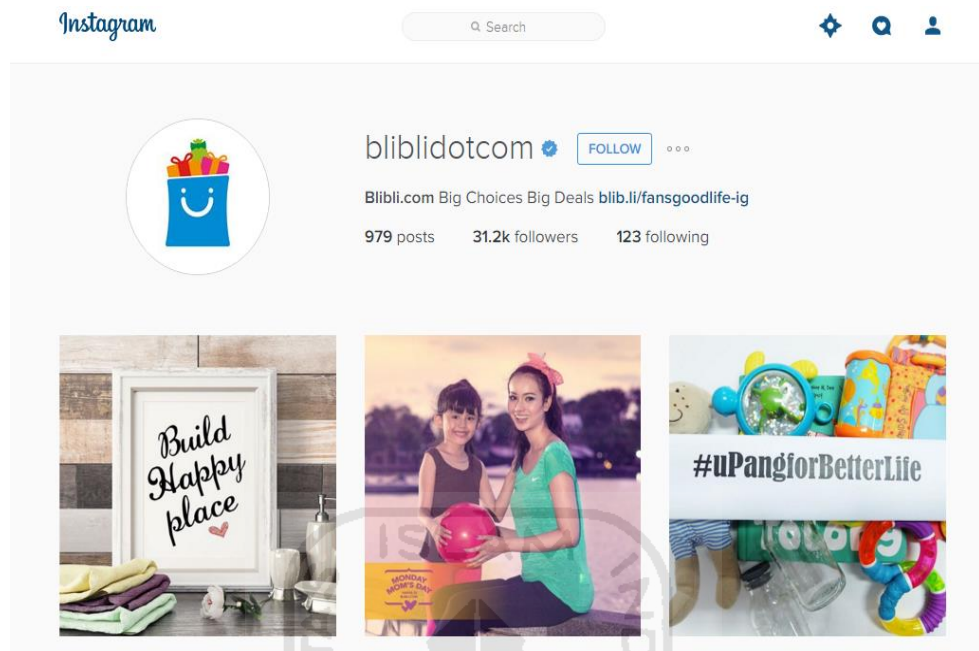 Instagram
Search
bliblidotcom
FOLLOW
Blibli.com Big Choices Big Deals blib.li/fansgoodlife-ig
979 posts 31.2k followers 123 following
Build
Happy
place
MONDAY
MOM'S DAY
#uPangforBetterLife